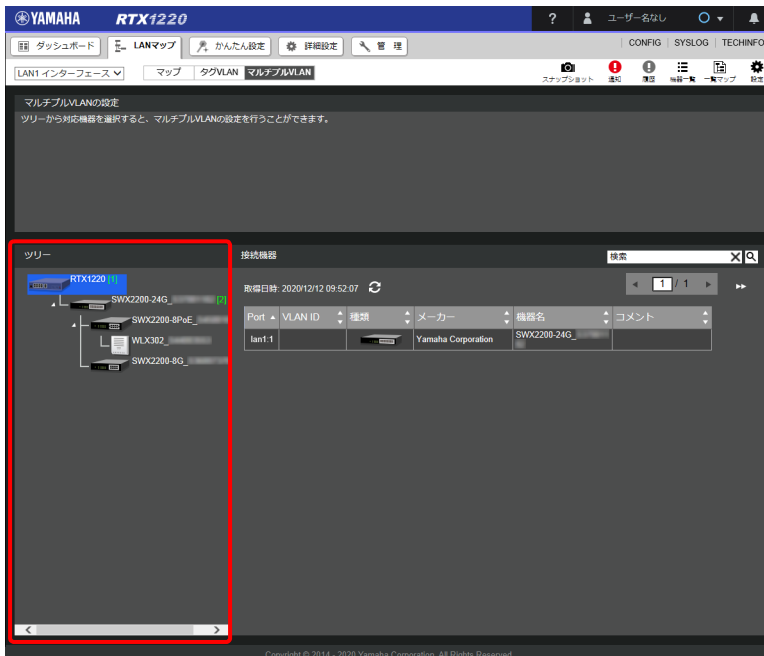 YAMAHA RTX1220 ? ユーザー名なし
ダッシュボード LANマップ かんたん設定 詳細設定 管 理 CONFIG SYSLOG TECHINFO
LAN1 インターフェース マップ タグVLAN マルチプルVLAN スナップショット 通知 履歴 機器一覧 一覧マップ 設定
マルチプルVLANの設定
ツリーから対応機器を選択すると、マルチプルVLANの設定を行うことができます。
ツリー 接続機器 検索
RTX1220 [1]
取得日時: 2020/12/12 09:52:07 1 / 1
SWX2200-24G_ [2]
SWX2200-8PoE_
WLX302_
SWX2200-8G_
Port VLAN ID 種類 メーカー 機器名 コメント
lan1:1 Yamaha Corporation SWX2200-24G_
Copyright © 2014 - 2020 Yamaha Corporation. All Rights Reserved.